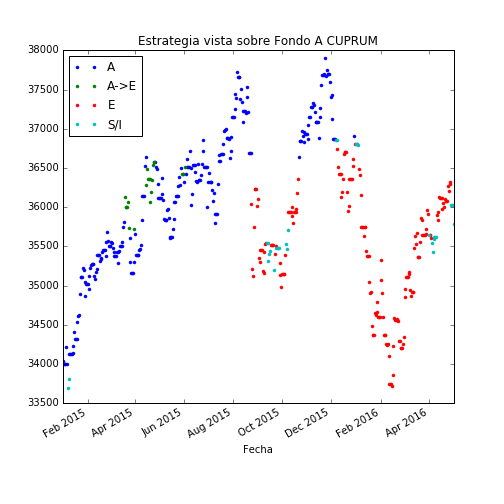 Estrategia vista sobre Fondo A CUPRUM
38000
37500
37000
36500
36000
35500
35000
34500
34000
33500
A
A->E
E
S/I
Feb 2015
Apr 2015
Jun 2015
Aug 2015
Oct 2015
Dec 2015
Feb 2016
Apr 2016
Fecha